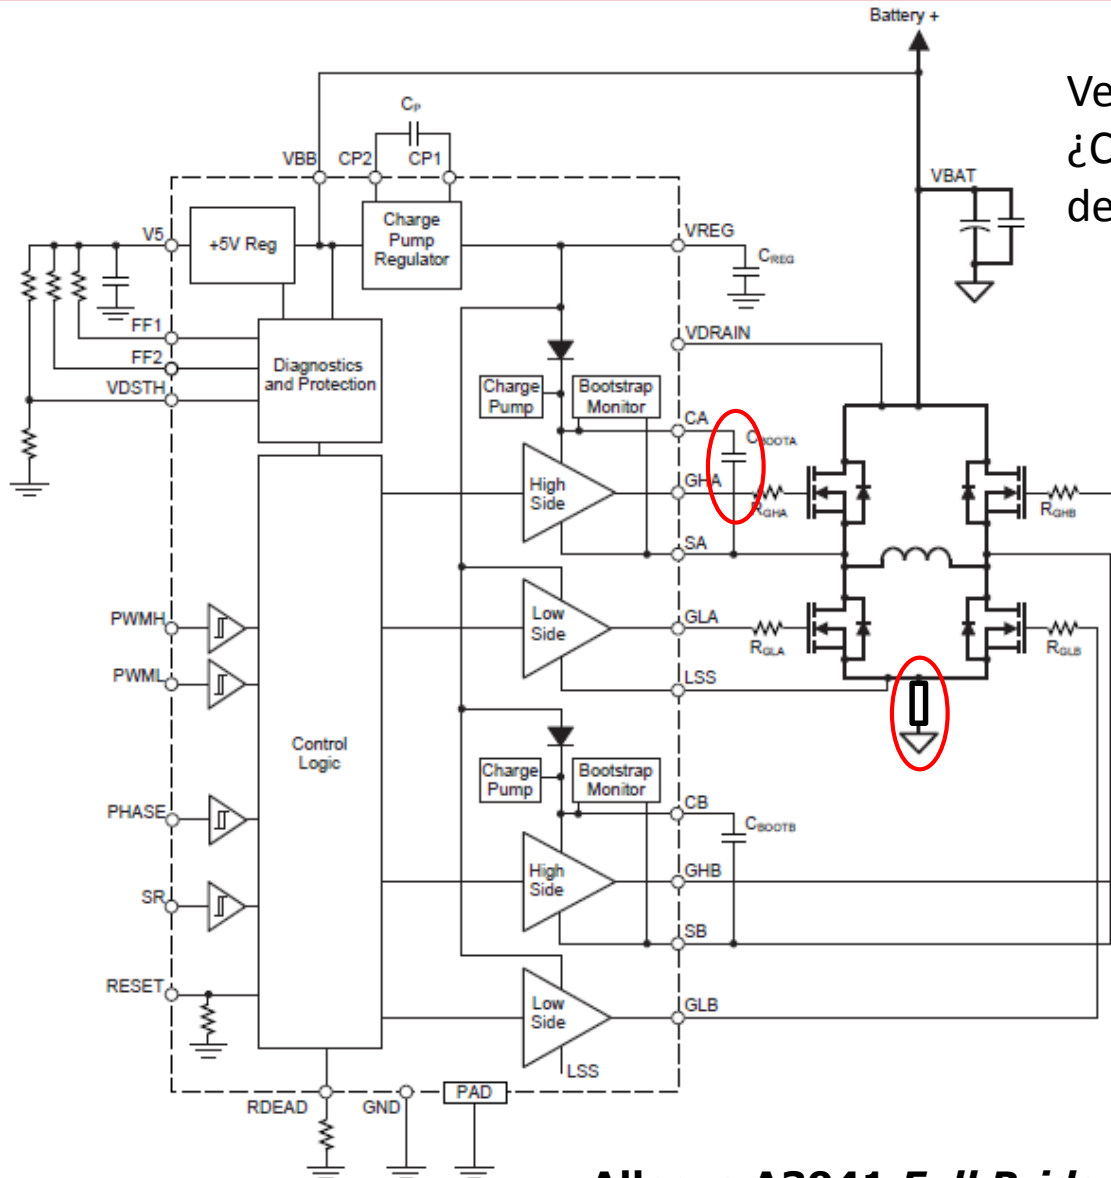 Battery +
Ve
¿C
de
CP
VBB
CP2
CP1
VBAT
V5
+5V Reg
Charge
Pump
Regulator
VREG
CREG
FF1
VDRAIN
FF2
VDSTH
Diagnostics
and Protection
Charge
Pump
Bootstrap
Monitor
CA
CBOOTA
High
Side
GHA
RGHA
RGHB
SA
PWMH
Low
Side
GLA
RGLA
RGLB
PWML
LSS
Control
Logic
Charge
Pump
Bootstrap
Monitor
CB
CBOOTB
PHASE
High
Side
GHB
SR
SB
RESET
Low
Side
GLB
LSS
RDEAD
GND
PAD